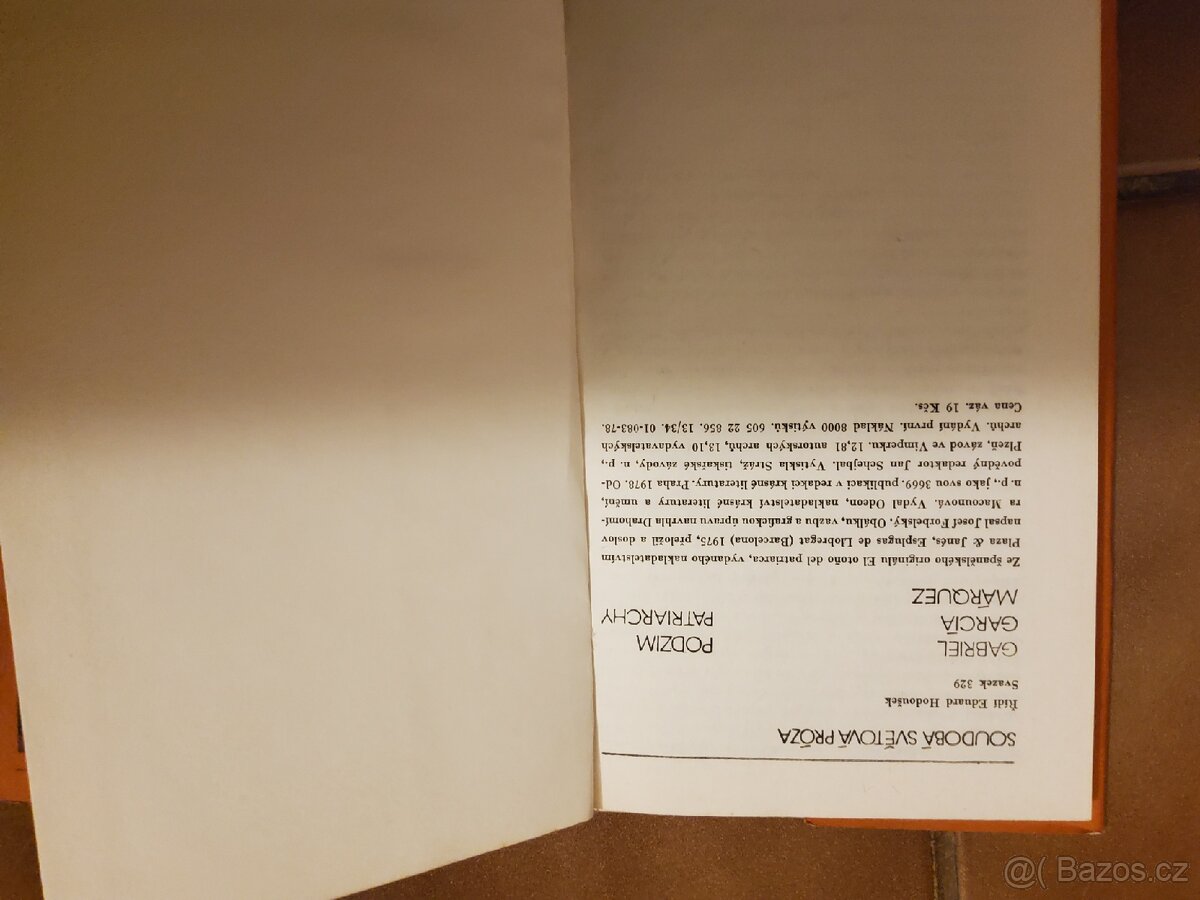 SOUDOBÁ SVĚTOVÁ PRÓZA
Řídí Eduard Hodoušek
Svazek 329
GABRIEL
GARCÍA
MÁRQUEZ
PODZIM
PATRIARCHY
Ze španělského originálu El otoño del patriarca, vydaného nakladatelstvím
Plaza & Janés, Esplugas de Llobregat (Barcelona) 1975, přeložil a doslov
napsal Josef Forbelský. Obálku, vazbu a grafickou úpravu navrhla Drahomí-
ra Macounová. Vydal Odeon, nakladatelství krásné literatury a umění,
n. p., jako svou 3669. publikaci v redakci krásné literatury. Praha 1978. Od-
povědný redaktor Jan Schejbal. Vytiskla Stráž, tiskařské závody, n. p.,
Plzeň, závod ve Vimperku. 12,81 autorských archů, 13,10 vydavatelských
archů. Vydání první. Náklad 8000 výtisků. 605 22 856. 13/34. 01-083-78.
Cena váz. 19 Kčs.
@( Bazos.cz